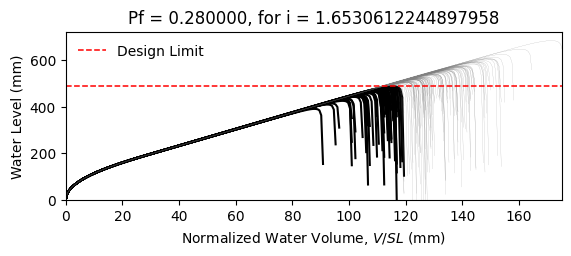 Pf = 0.280000, for i = 1.6530612244897958
Water Level (mm)
600
400
200
0
Design Limit
0 20 40 60 80 100 120 140 160
Normalized Water Volume, V/SL (mm)